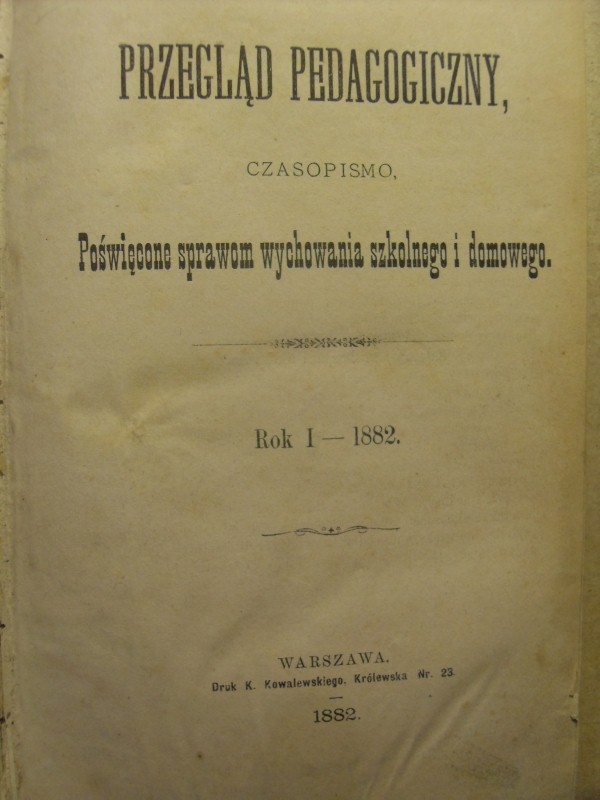 PRZEGLĄD PEDAGOGICZNY,
CZASOPISMO,
Poświęcone sprawom wychowania szkolnego i domowego.
Rok I — 1882.
WARSZAWA.
Druk K. Kowalewskiego, Królewska Nr. 23.
1882.